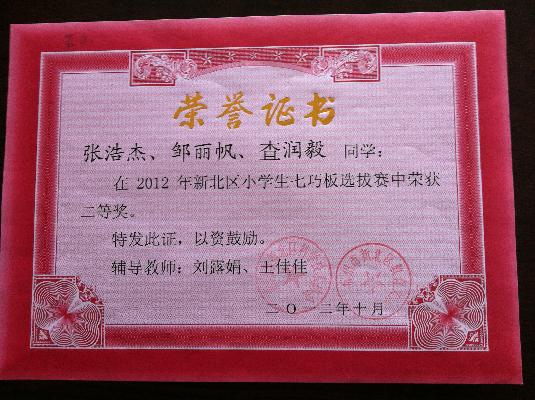 荣誉证书
张浩杰、邹丽帆、查润毅 同学：
在 2012 年新北区小学生七巧板选拔赛中荣获
二等奖。
特发此证，以资鼓励。
辅导教师：刘露娟、王佳佳
二〇一二年十月